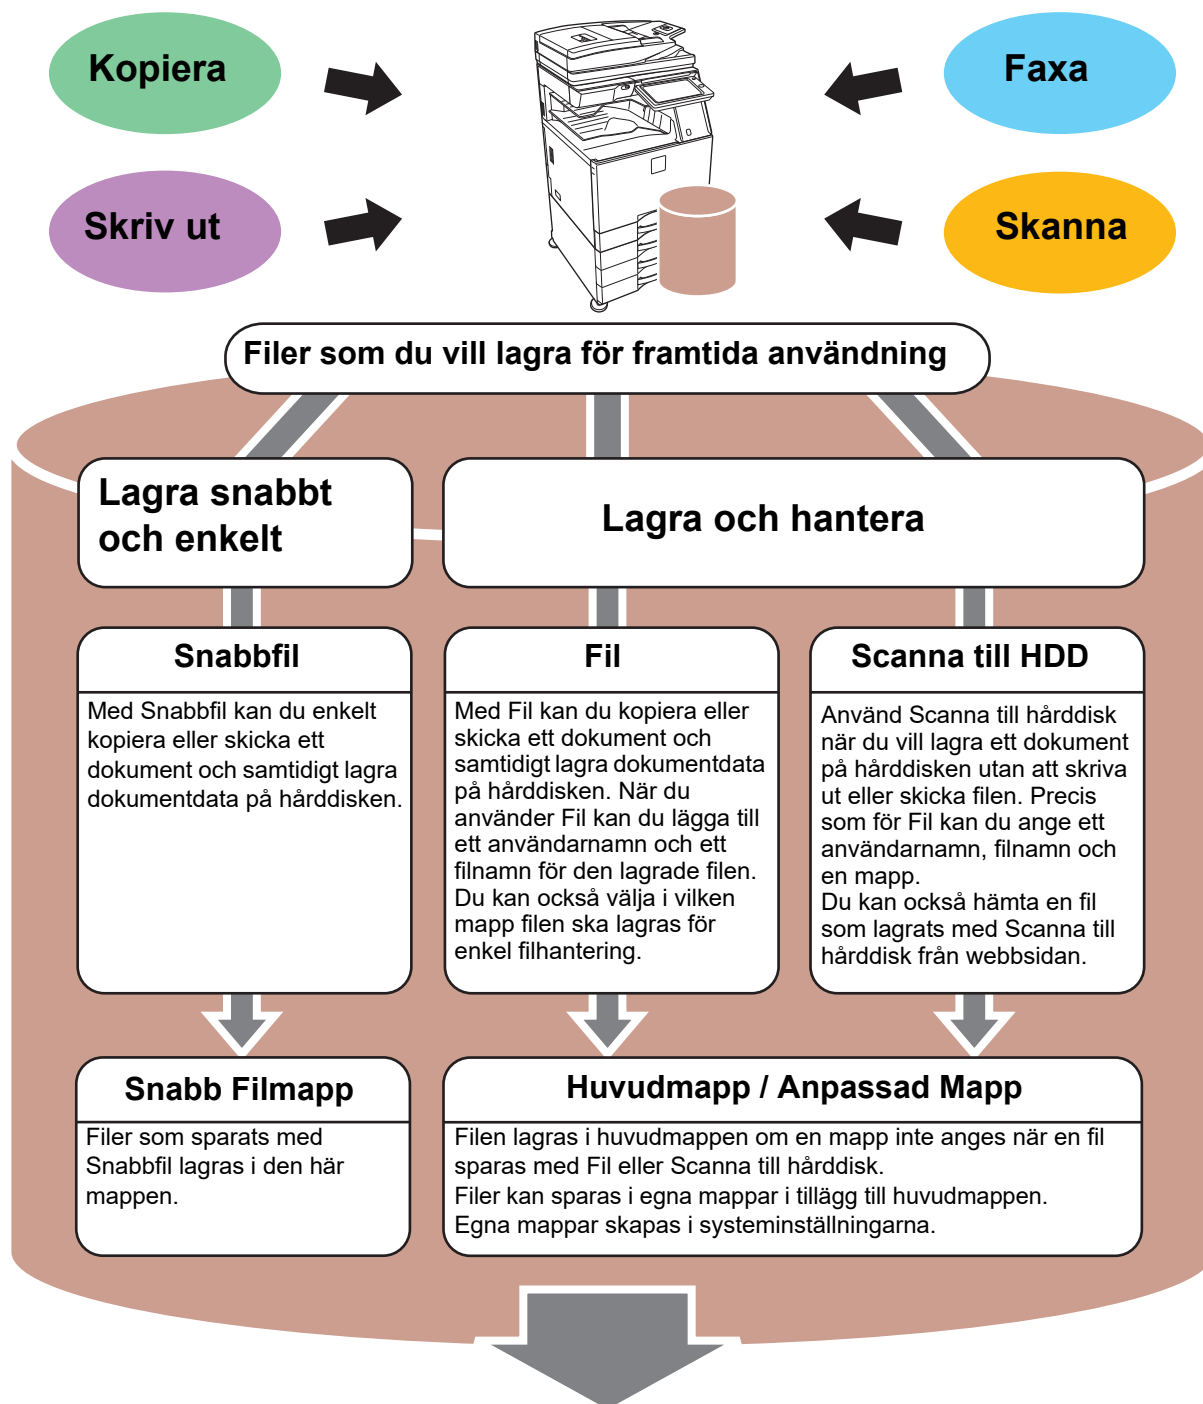 Kopiera
Faxa
Skriv ut
Skanna
Filer som du vill lagra för framtida användning
Lagra snabbt
och enkelt
Lagra och hantera
Snabbfil
Med Snabbfil kan du enkelt
kopiera eller skicka ett
dokument och samtidigt lagra
dokumentdata på hårddisken.
Fil
Med Fil kan du kopiera eller
skicka ett dokument och
samtidigt lagra dokumentdata
på hårddisken. När du
använder Fil kan du lägga till
ett användarnamn och ett
filnamn för den lagrade filen.
Du kan också välja i vilken
mapp filen ska lagras för
enkel filhantering.
Scanna till HDD
Använd Scanna till hårddisk
när du vill lagra ett dokument
på hårddisken utan att skriva
ut eller skicka filen. Precis
som för Fil kan du ange ett
användarnamn, filnamn och
en mapp.
Du kan också hämta en fil
som lagrats med Scanna till
hårddisk från webbsidan.
Snabb Filmapp
Filer som sparats med
Snabbfil lagras i den här
mappen.
Huvudmapp / Anpassad Mapp
Filen lagras i huvudmappen om en mapp inte anges när en fil
sparas med Fil eller Scanna till hårddisk.
Filer kan sparas i egna mappar i tillägg till huvudmappen.
Egna mappar skapas i systeminställningarna.